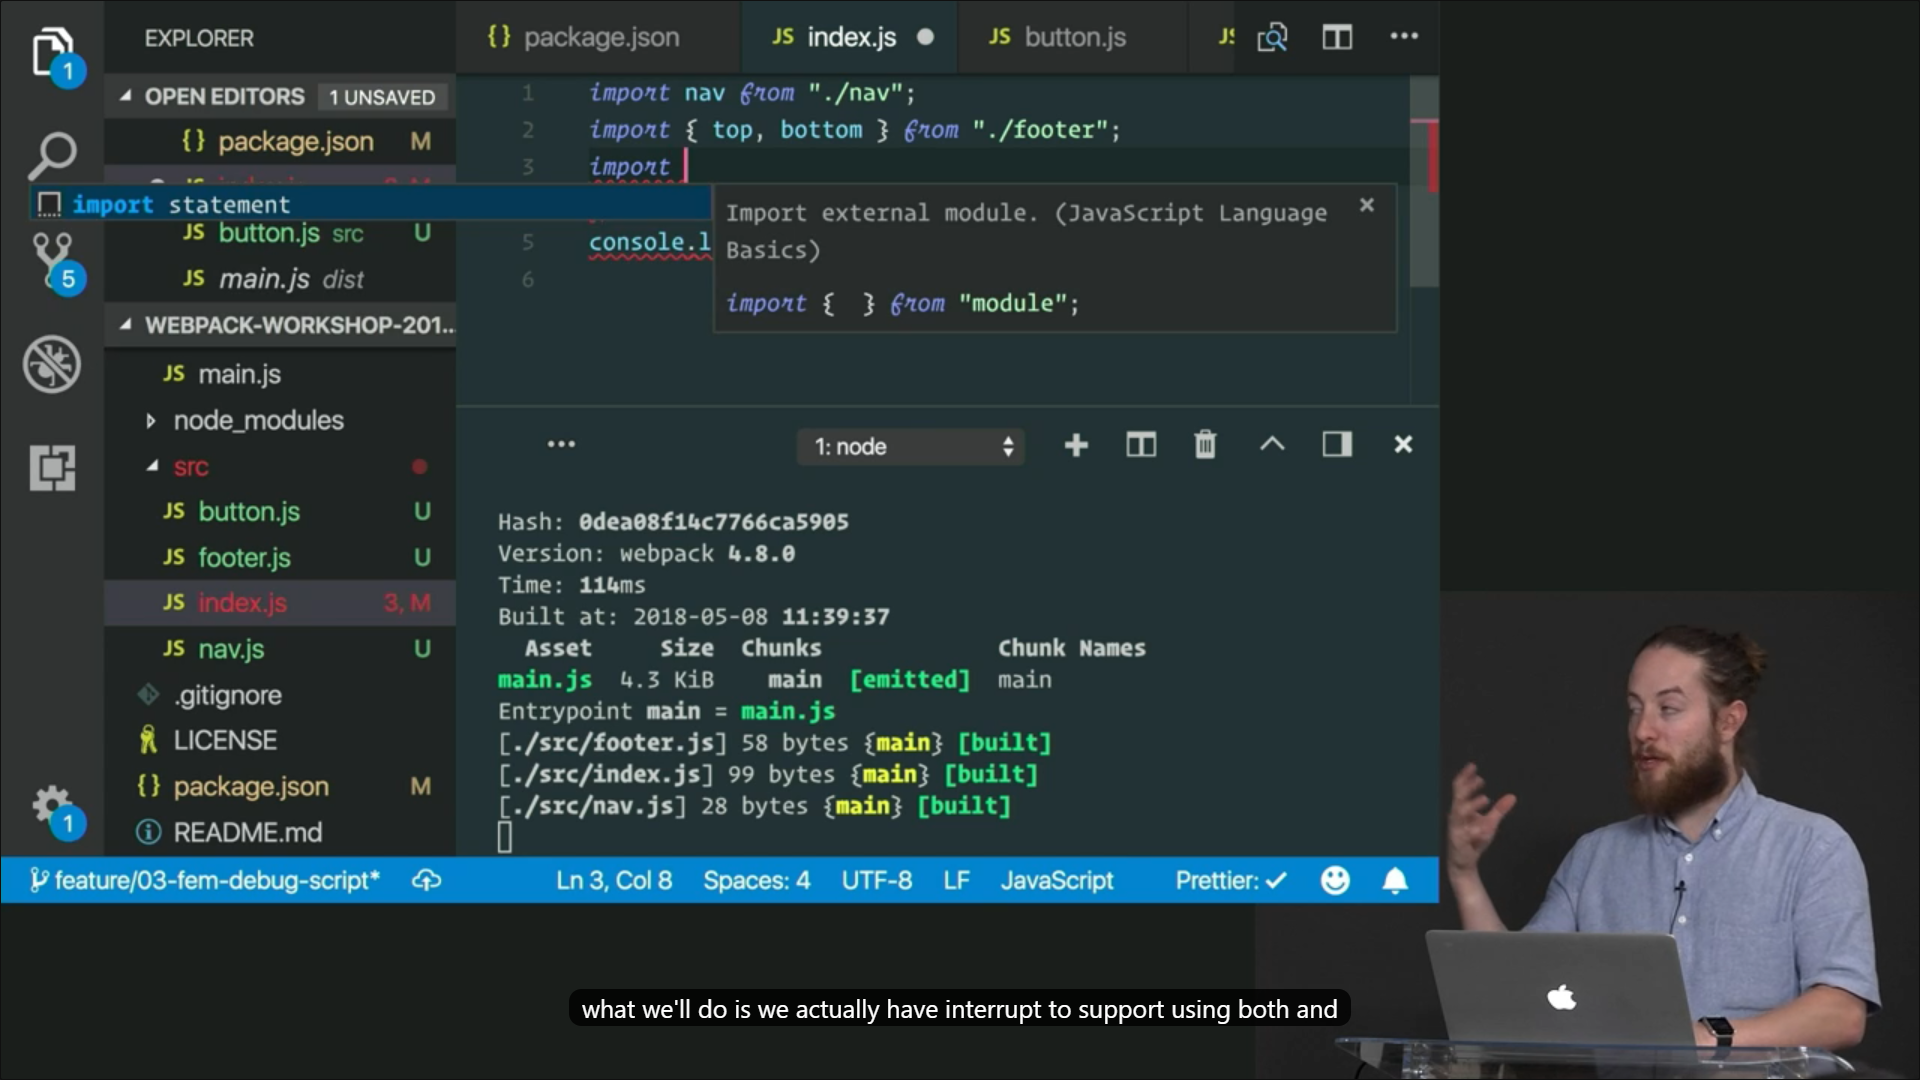 EXPLORER
OPEN EDITORS 1 UNSAVED
{} package.json M
import statement
JS button.js src U
JS main.js dist
WEBPACK-WORKSHOP-201...
JS main.js
node_modules
src
JS button.js U
JS footer.js U
JS index.js 3, M
JS nav.js U
.gitignore
LICENSE
{} package.json M
README.md
1
5
1
{} package.json JS index.js JS button.js JS
1 import nav from "./nav";
2 import { top, bottom } from "./footer";
3 import
5 console.l
6
Import external module. (JavaScript Language
Basics)
import { } from "module";
1: node
Hash: 0dea08f14c7766ca5905
Version: webpack 4.8.0
Time: 114ms
Built at: 2018-05-08 11:39:37
Asset Size Chunks Chunk Names
main.js 4.3 KiB main [emitted] main
Entrypoint main = main.js
[./src/footer.js] 58 bytes {main} [built]
[./src/index.js] 99 bytes {main} [built]
[./src/nav.js] 28 bytes {main} [built]
feature/03-fem-debug-script* Ln 3, Col 8 Spaces: 4 UTF-8 LF JavaScript Prettier: ✓
what we'll do is we actually have interrupt to support using both and